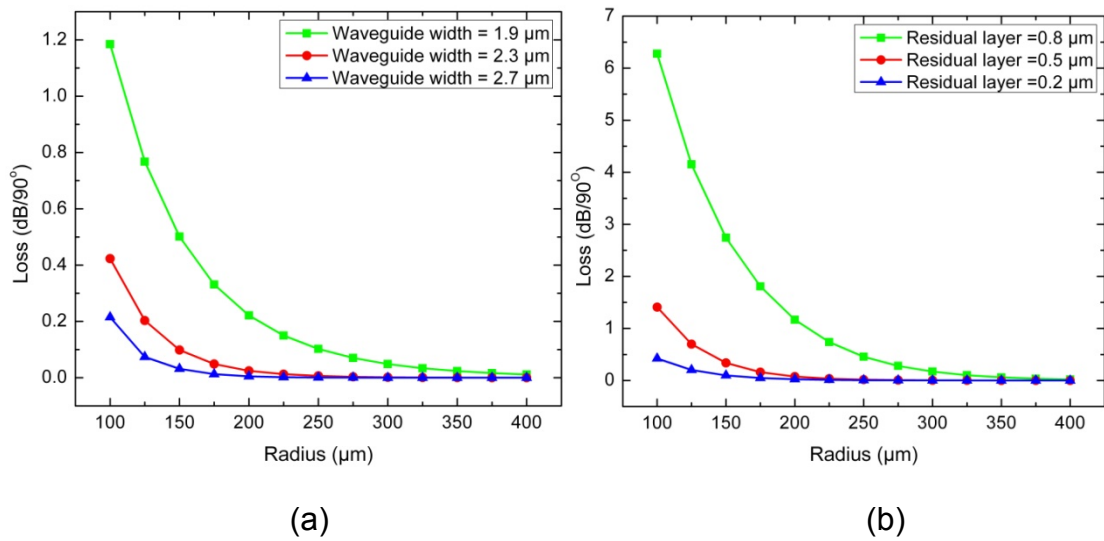 Waveguide width = 1.9 µm
Waveguide width = 2.3 µm
Waveguide width = 2.7 µm
1.2
1.0
0.8
0.6
0.4
0.2
0.0
Loss (dB/90°)
100 150 200 250 300 350 400
Radius (µm)
(a)
Residual layer =0.8 µm
Residual layer =0.5 µm
Residual layer =0.2 µm
7
6
5
4
3
2
1
0
Loss (dB/90°)
100 150 200 250 300 350 400
Radius (µm)
(b)